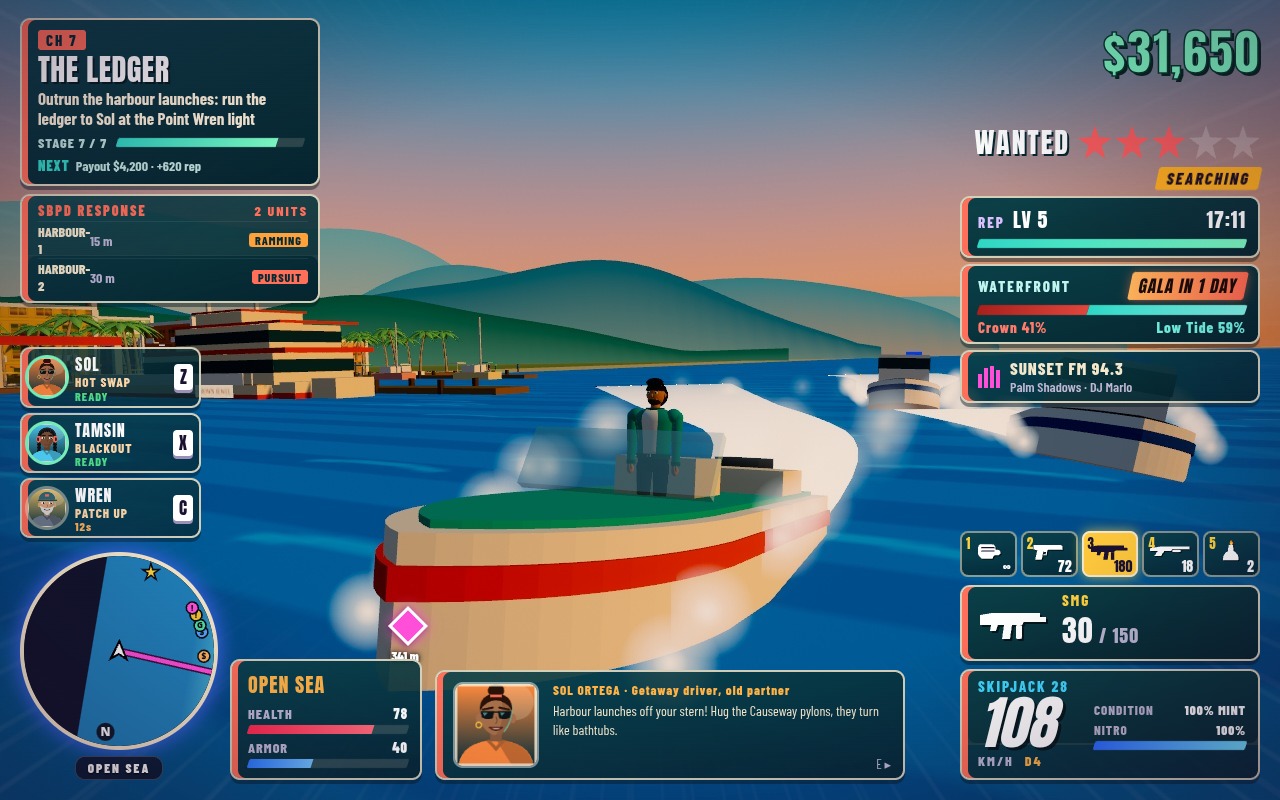 CH 7
THE LEDGER
Outrun the harbour launches: run the
ledger to Sol at the Point Wren light
STAGE 7 / 7
NEXT Payout $4,200 · +620 rep
SBPD RESPONSE 2 UNITS
HARBOUR-
1
15 m RAMMING
HARBOUR-
2
30 m PURSUIT
SOL
HOT SWAP
READY
Z
TAMSIN
BLACKOUT
READY
X
WREN
PATCH UP
12s
C
N
OPEN SEA
341 m
OPEN SEA
HEALTH 78
ARMOR 40
SOL ORTEGA · Getaway driver, old partner
Harbour launches off your stern! Hug the Causeway pylons, they turn
like bathtubs.
E ▸
$31,650
WANTED
SEARCHING
REP LV 5 17:11
WATERFRONT GALA IN 1 DAY
Crown 41% Low Tide 59%
SUNSET FM 94.3
Palm Shadows · DJ Marlo
1 ∞
2 72
3 180
4 18
5 2
SMG
30 / 150
SKIPJACK 28
108
KM/H D4
CONDITION 100% MINT
NITRO 100%